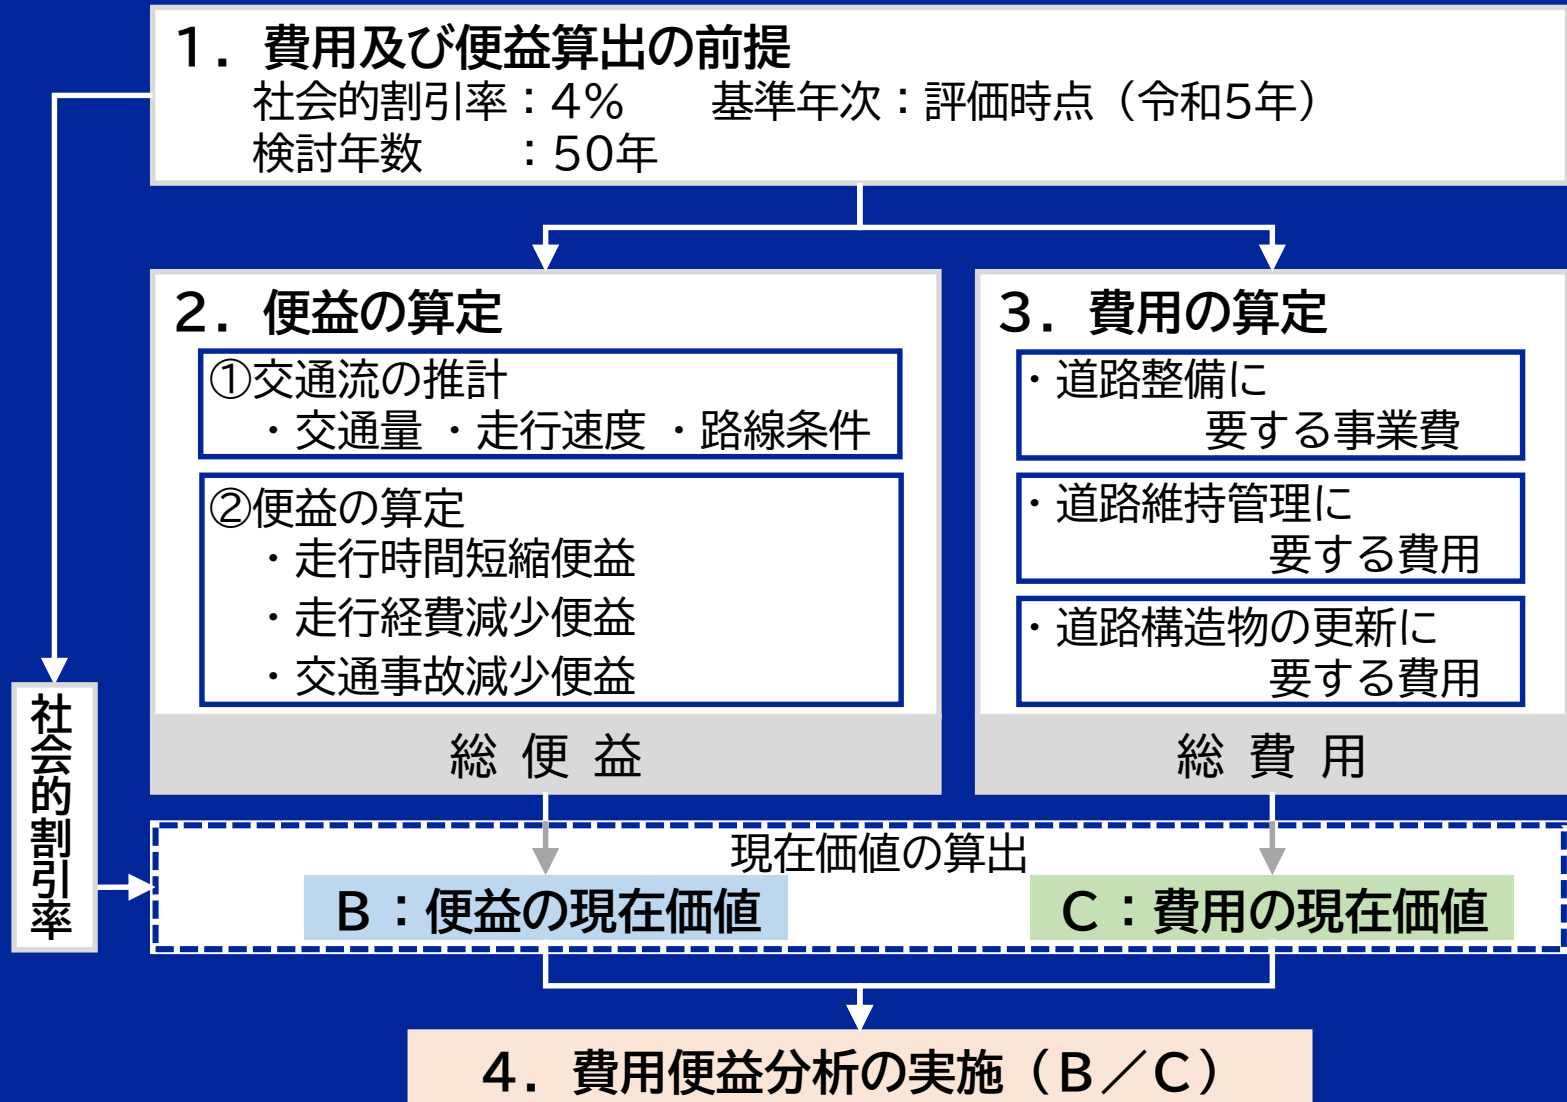 １．費用及び便益算出の前提
社会的割引率：４％　　基準年次：評価時点（令和5年）
検討年数　　：５０年
２．便益の算定
①交通流の推計
・交通量 ・走行速度 ・路線条件
②便益の算定
・走行時間短縮便益
・走行経費減少便益
・交通事故減少便益
総 便 益
３．費用の算定
・道路整備に
要する事業費
・道路維持管理に
要する費用
・道路構造物の更新に
要する費用
総 費 用
社会的割引率
現在価値の算出
Ｂ：便益の現在価値
Ｃ：費用の現在価値
４．費用便益分析の実施（Ｂ／Ｃ）